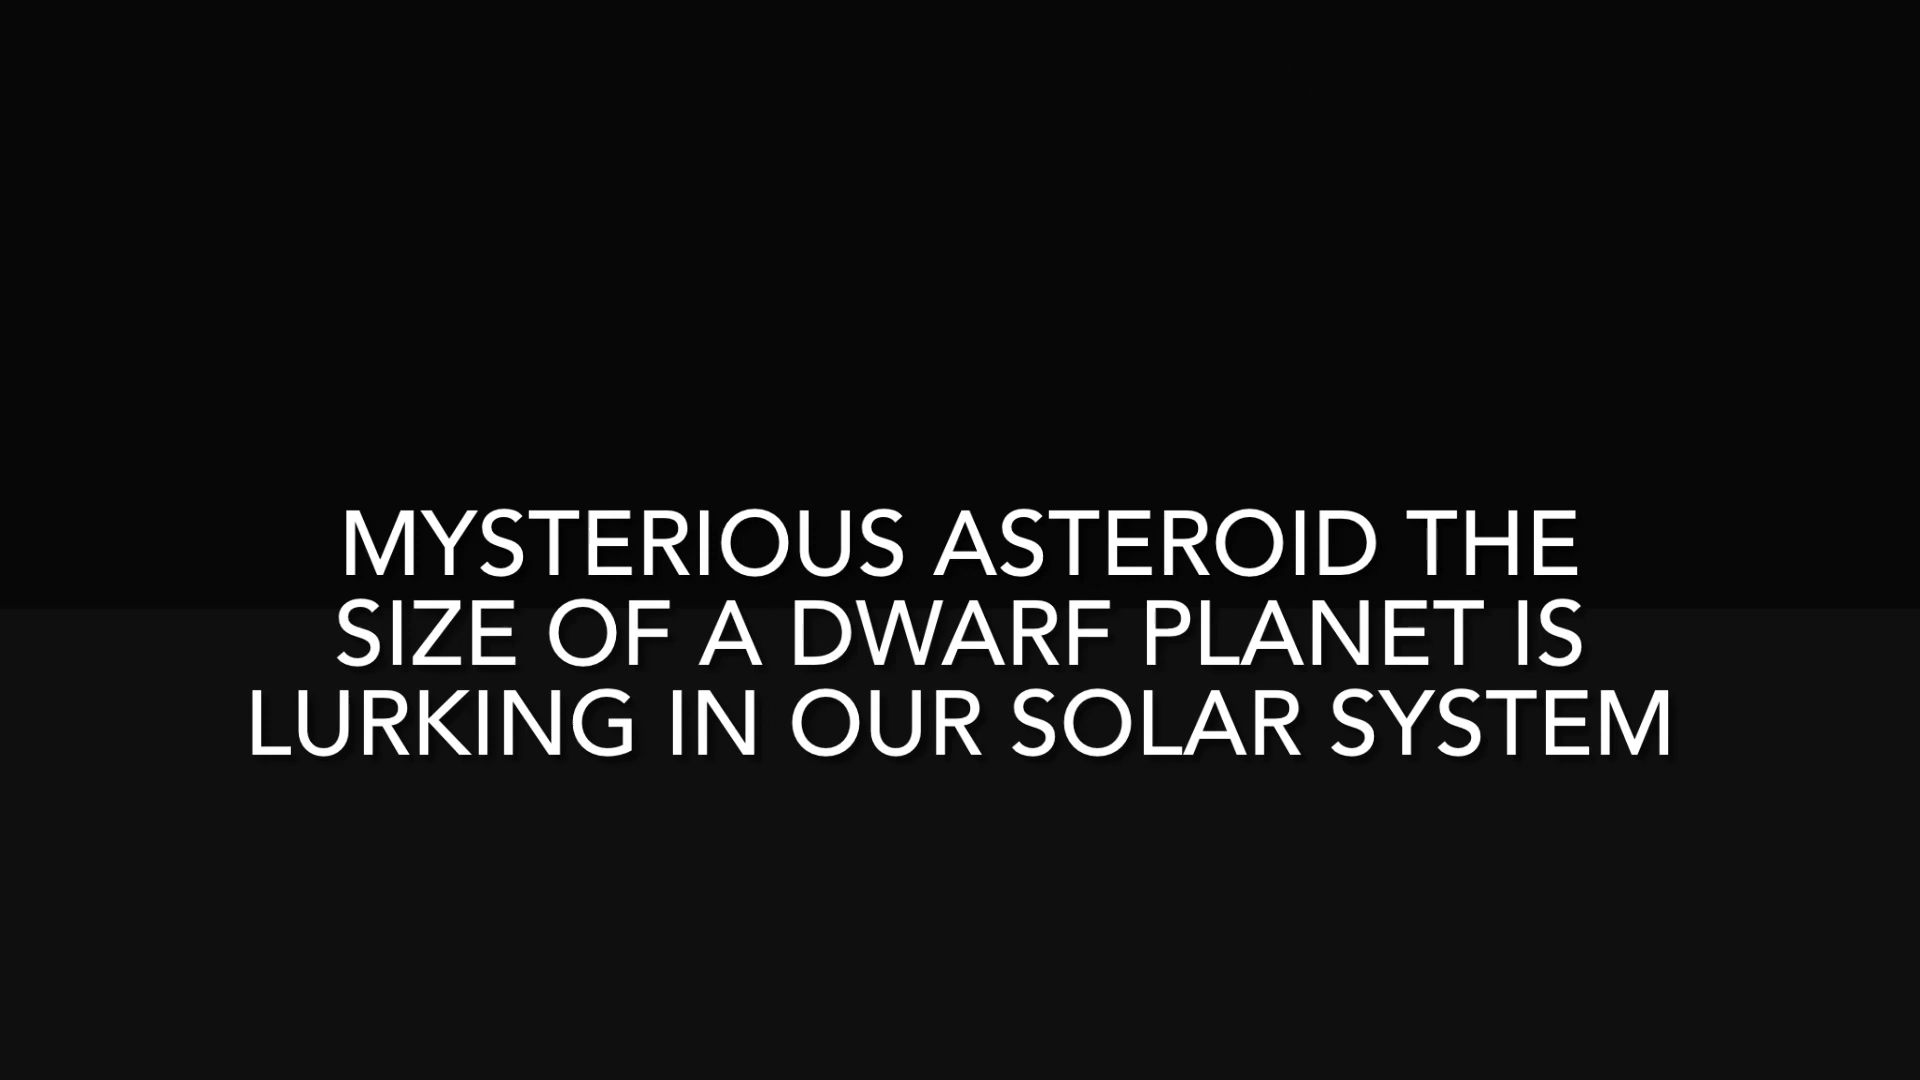 MYSTERIOUS ASTEROID THE
SIZE OF A DWARF PLANET IS
LURKING IN OUR SOLAR SYSTEM